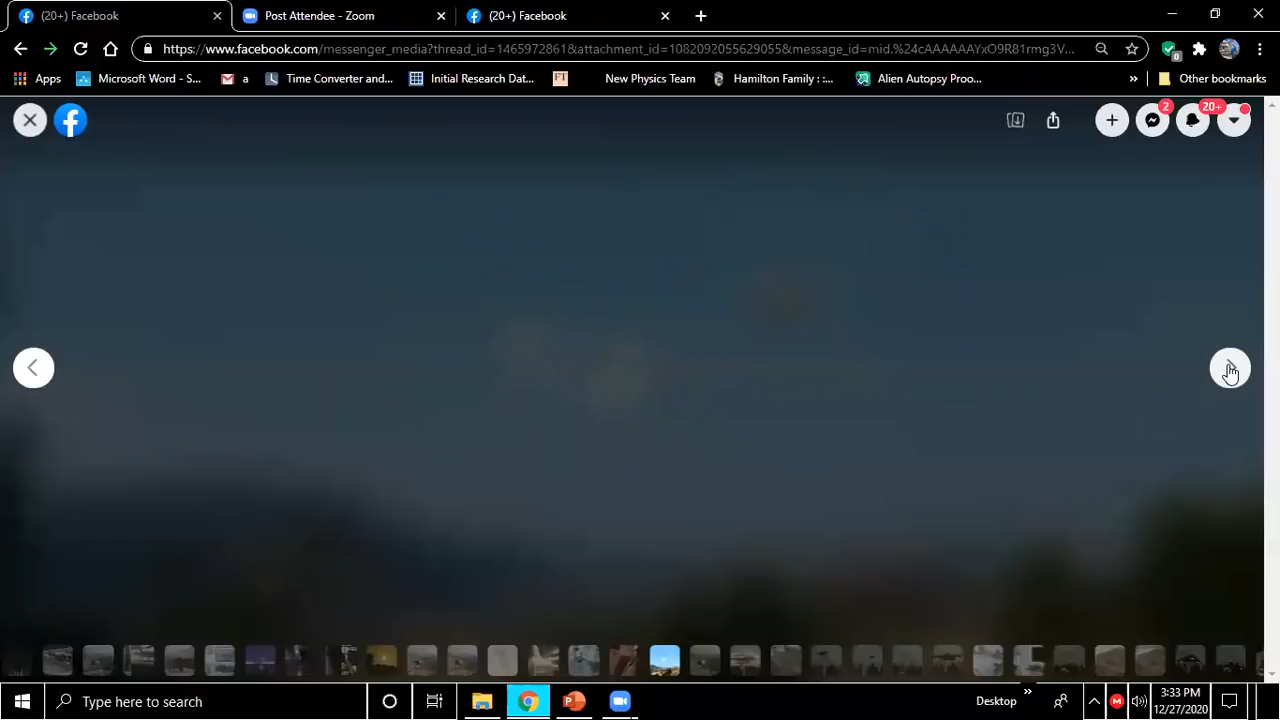 (20+) Facebook
Post Attendee - Zoom
(20+) Facebook
https://www.facebook.com/messenger_media?thread_id=1465972861&attachment_id=1082092055629055&message_id=mid.%24cAAAAAAYxO9R81rmg3V...
Apps
Microsoft Word - S...
a
Time Converter and...
Initial Research Dat...
FT
New Physics Team
Hamilton Family : :...
Alien Autopsy Proo...
»
Other bookmarks
2
20+
Type here to search
Desktop
»
3:33 PM
12/27/2020